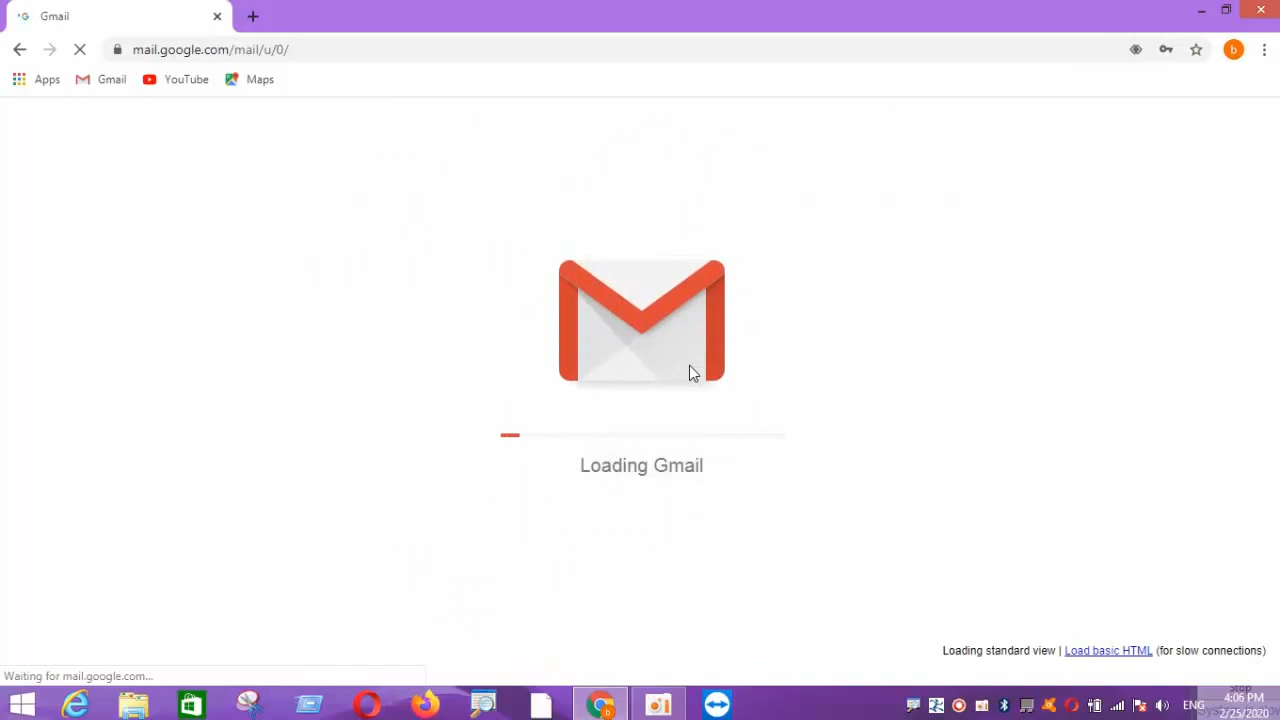 Gmail
mail.google.com/mail/u/0/
b
Apps Gmail YouTube Maps
Loading Gmail
Loading standard view | Load basic HTML (for slow connections)
Waiting for mail.google.com...
Stop
ENG
4:06 PM
2/25/2020